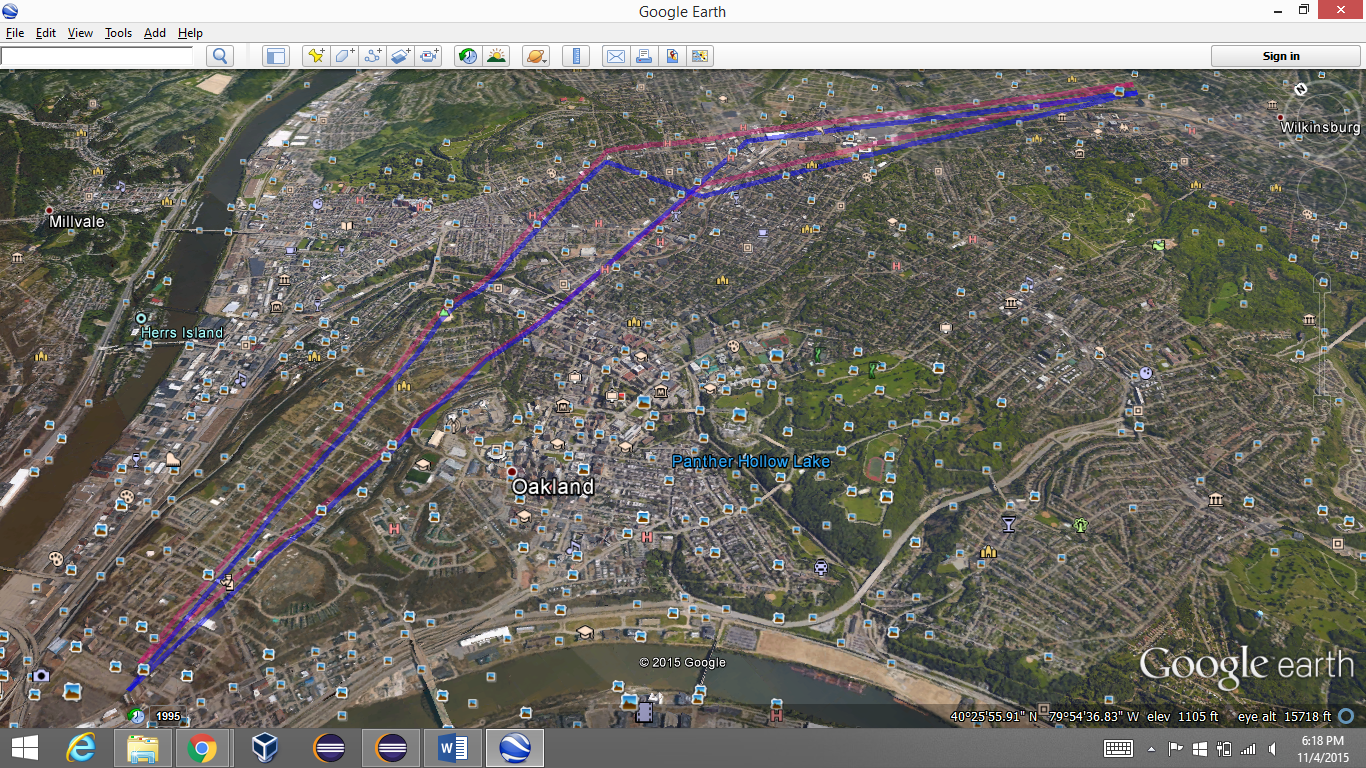 Google Earth
File Edit View Tools Add Help
Sign in
Wilkinsburg
Millvale
Herrs Island
Panther Hollow Lake
Oakland
© 2015 Google
Google earth
1995
40°25'55.91" N 79°54'36.83" W elev 1105 ft eye alt 15718 ft
6:18 PM
11/4/2015